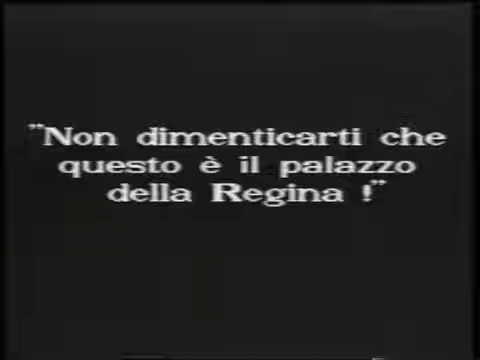 "Non dimenticarti che
questo è il palazzo
della Regina !"